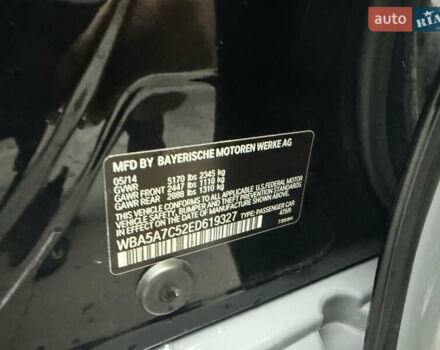 auto RIA
MFD BY BAYERISCHE MOTOREN WERKE AG
05/14
GVWR 5170 lbs 2345 kg
GAWR FRONT 2447 lbs 1110 kg
GAWR REAR 2888 lbs 1310 kg
THIS VEHICLE CONFORMS TO ALL APPLICABLE U.S. FEDERAL
MOTOR VEHICLE SAFETY, BUMPER, AND THEFT PREVENTION STANDARDS
IN EFFECT ON THE DATE OF MANUFACTURE SHOWN ABOVE.
WBA5A7C52ED619327 TYPE: PASSENGER CAR